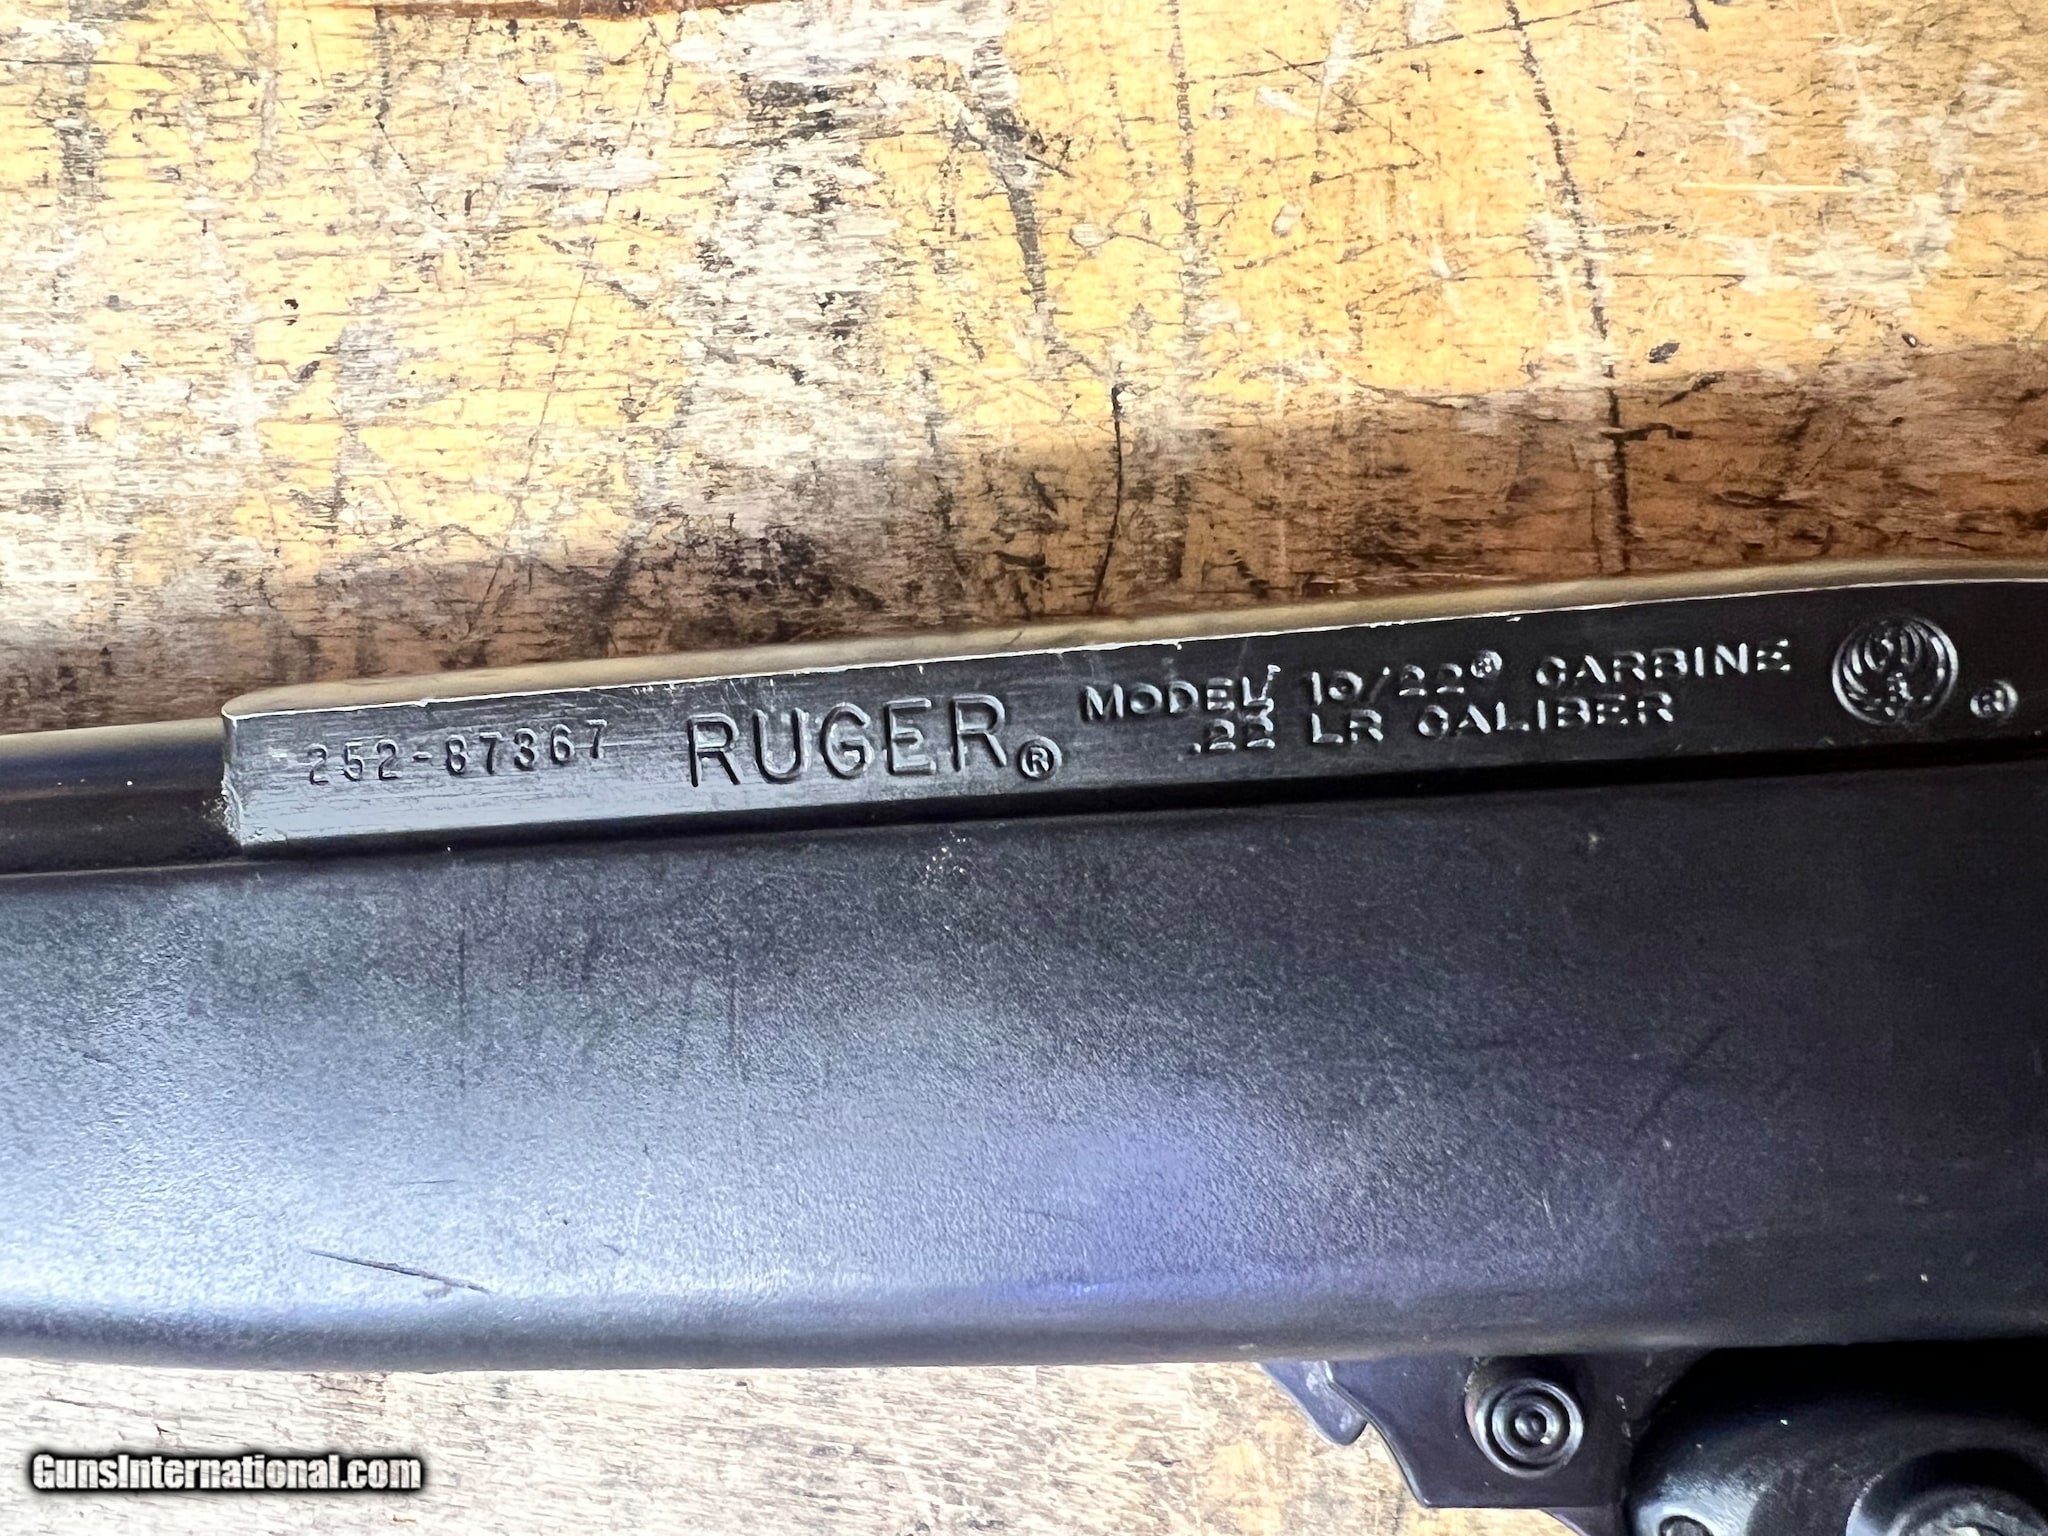 252-87367 RUGER® MODEL 10/22® CARBINE
.22 LR CALIBER ®
GunsInternational.com